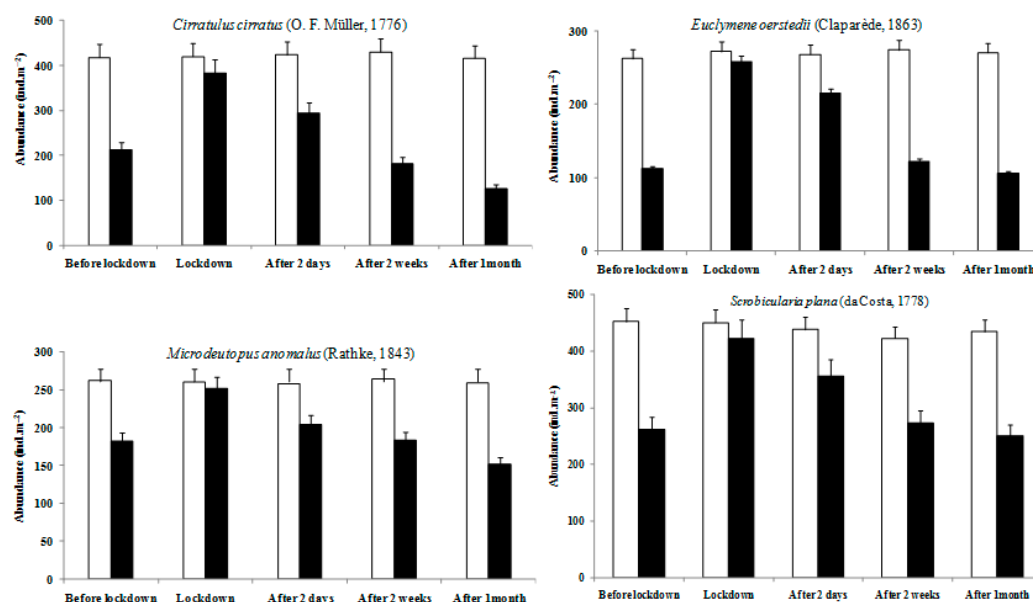 Cirratulus cirratus (O. F. Müller, 1776)
Abundance (ind.m⁻²)
500
400
300
200
100
0
Before lockdown Lockdown After 2 days After 2 weeks After 1month
Euclymene oerstedii (Claparède, 1863)
Abundance (ind.m⁻²)
300
200
100
0
Before lockdown Lockdown After 2 days After 2 weeks After 1month
Microdeutopus anomalus (Rathke, 1843)
Abundance (ind.m⁻²)
300
250
200
150
100
50
0
Before lockdown Lockdown After 2 days After 2 weeks After 1month
Scrobicularia plana (da Costa, 1778)
Abundance (ind.m⁻²)
500
400
300
200
100
0
Before lockdown Lockdown After 2 days After 2 weeks After 1month